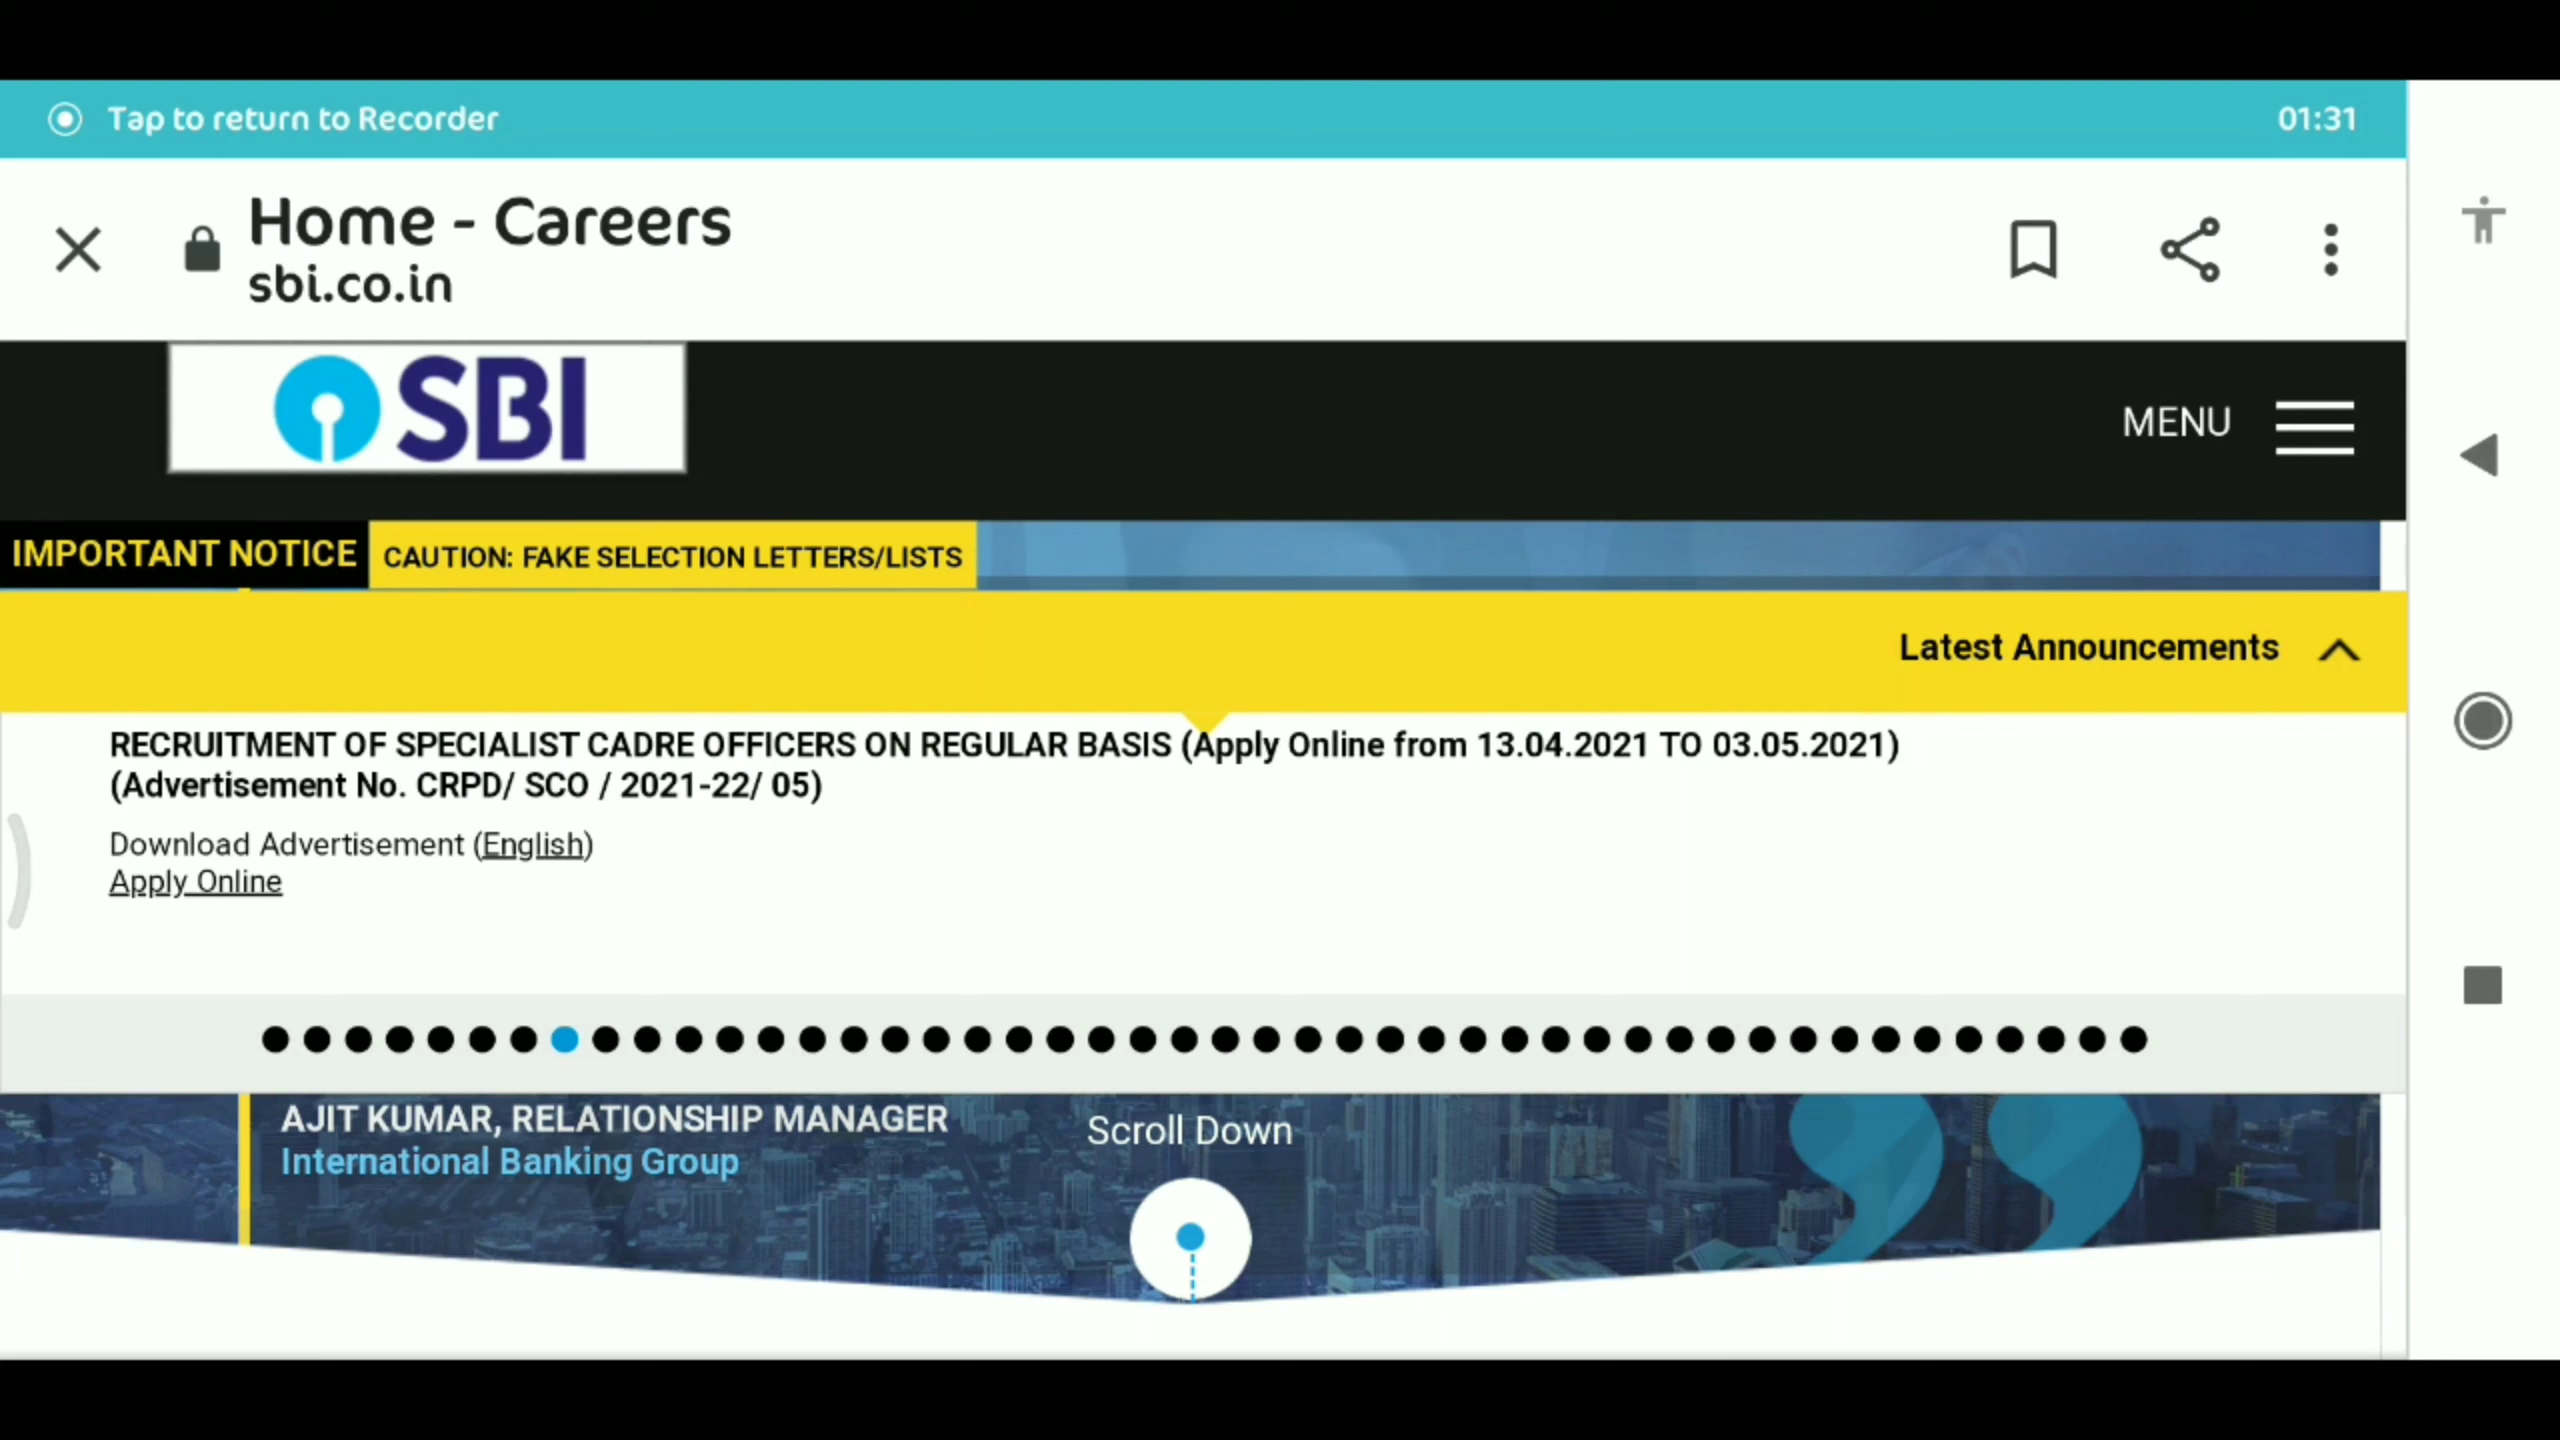 Tap to return to Recorder
01:31
Home - Careers
sbi.co.in
SBI
MENU
IMPORTANT NOTICE
CAUTION: FAKE SELECTION LETTERS/LISTS
Latest Announcements
RECRUITMENT OF SPECIALIST CADRE OFFICERS ON REGULAR BASIS (Apply Online from 13.04.2021 TO 03.05.2021)
(Advertisement No. CRPD/ SCO / 2021-22/ 05)
Download Advertisement (English)
Apply Online
AJIT KUMAR, RELATIONSHIP MANAGER
International Banking Group
Scroll Down